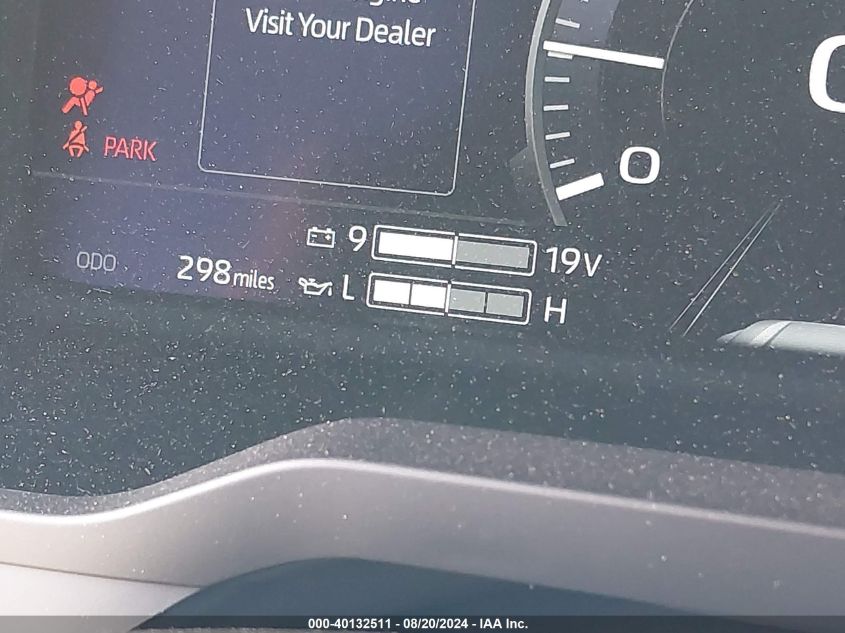 Visit Your Dealer
PARK
0
9 19V
ODO 298 miles
L H
000-40132511 - 08/20/2024 - IAA Inc.